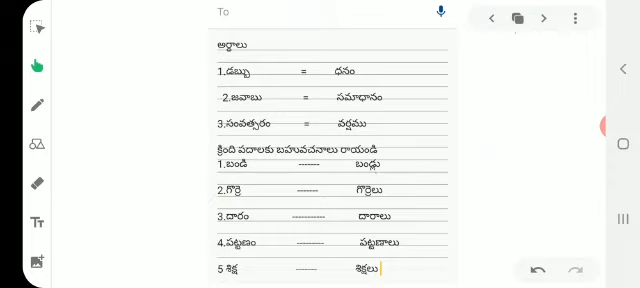 To
అర్థాలు
1.డబ్బు = ధనం
2.జవాబు = సమాధానం
3.సంవత్సరం = వర్షము
క్రింది పదాలకు బహువచనాలు రాయండి
1.బండి ------- బండ్లు
2.గొర్రె ------- గొర్రెలు
3.దారం ----------- దారాలు
4.పట్టణం --------- పట్టణాలు
5 శిక్ష ------- శిక్షలు
Tт